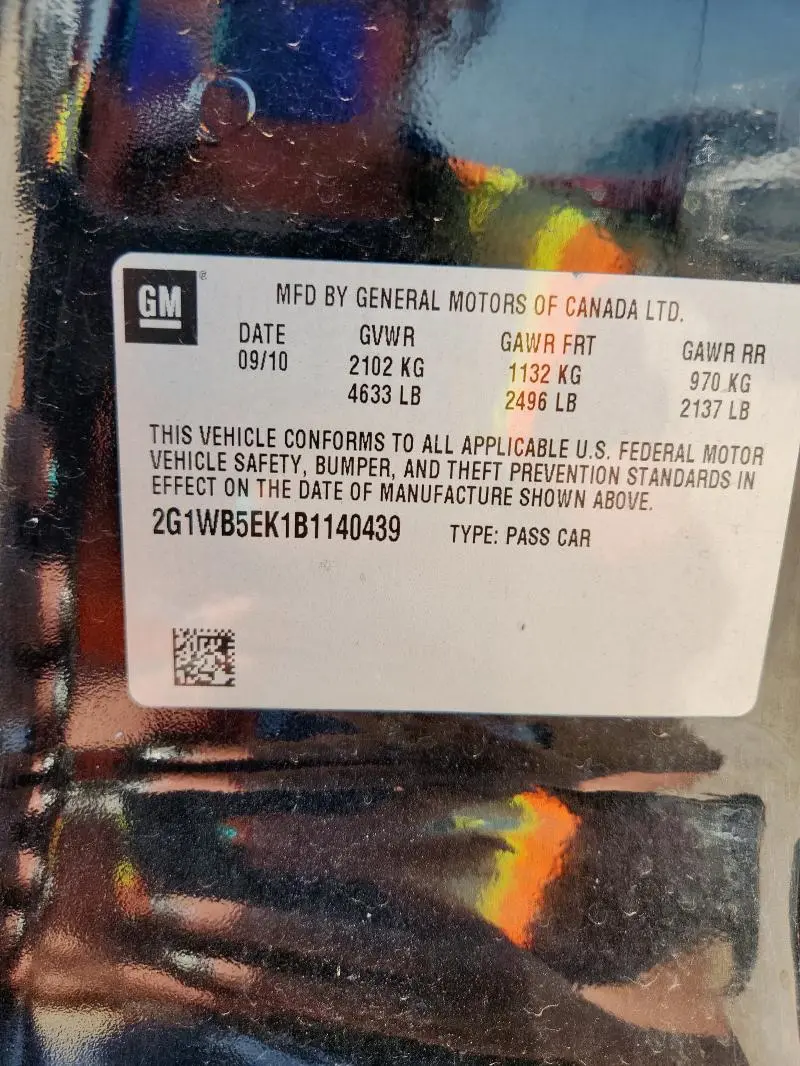 GM ®
MFD BY GENERAL MOTORS OF CANADA LTD.
DATE GVWR GAWR FRT GAWR RR
09/10 2102 KG 1132 KG 970 KG
4633 LB 2496 LB 2137 LB
THIS VEHICLE CONFORMS TO ALL APPLICABLE U.S. FEDERAL MOTOR
VEHICLE SAFETY, BUMPER, AND THEFT PREVENTION STANDARDS IN
EFFECT ON THE DATE OF MANUFACTURE SHOWN ABOVE.
2G1WB5EK1B1140439 TYPE: PASS CAR